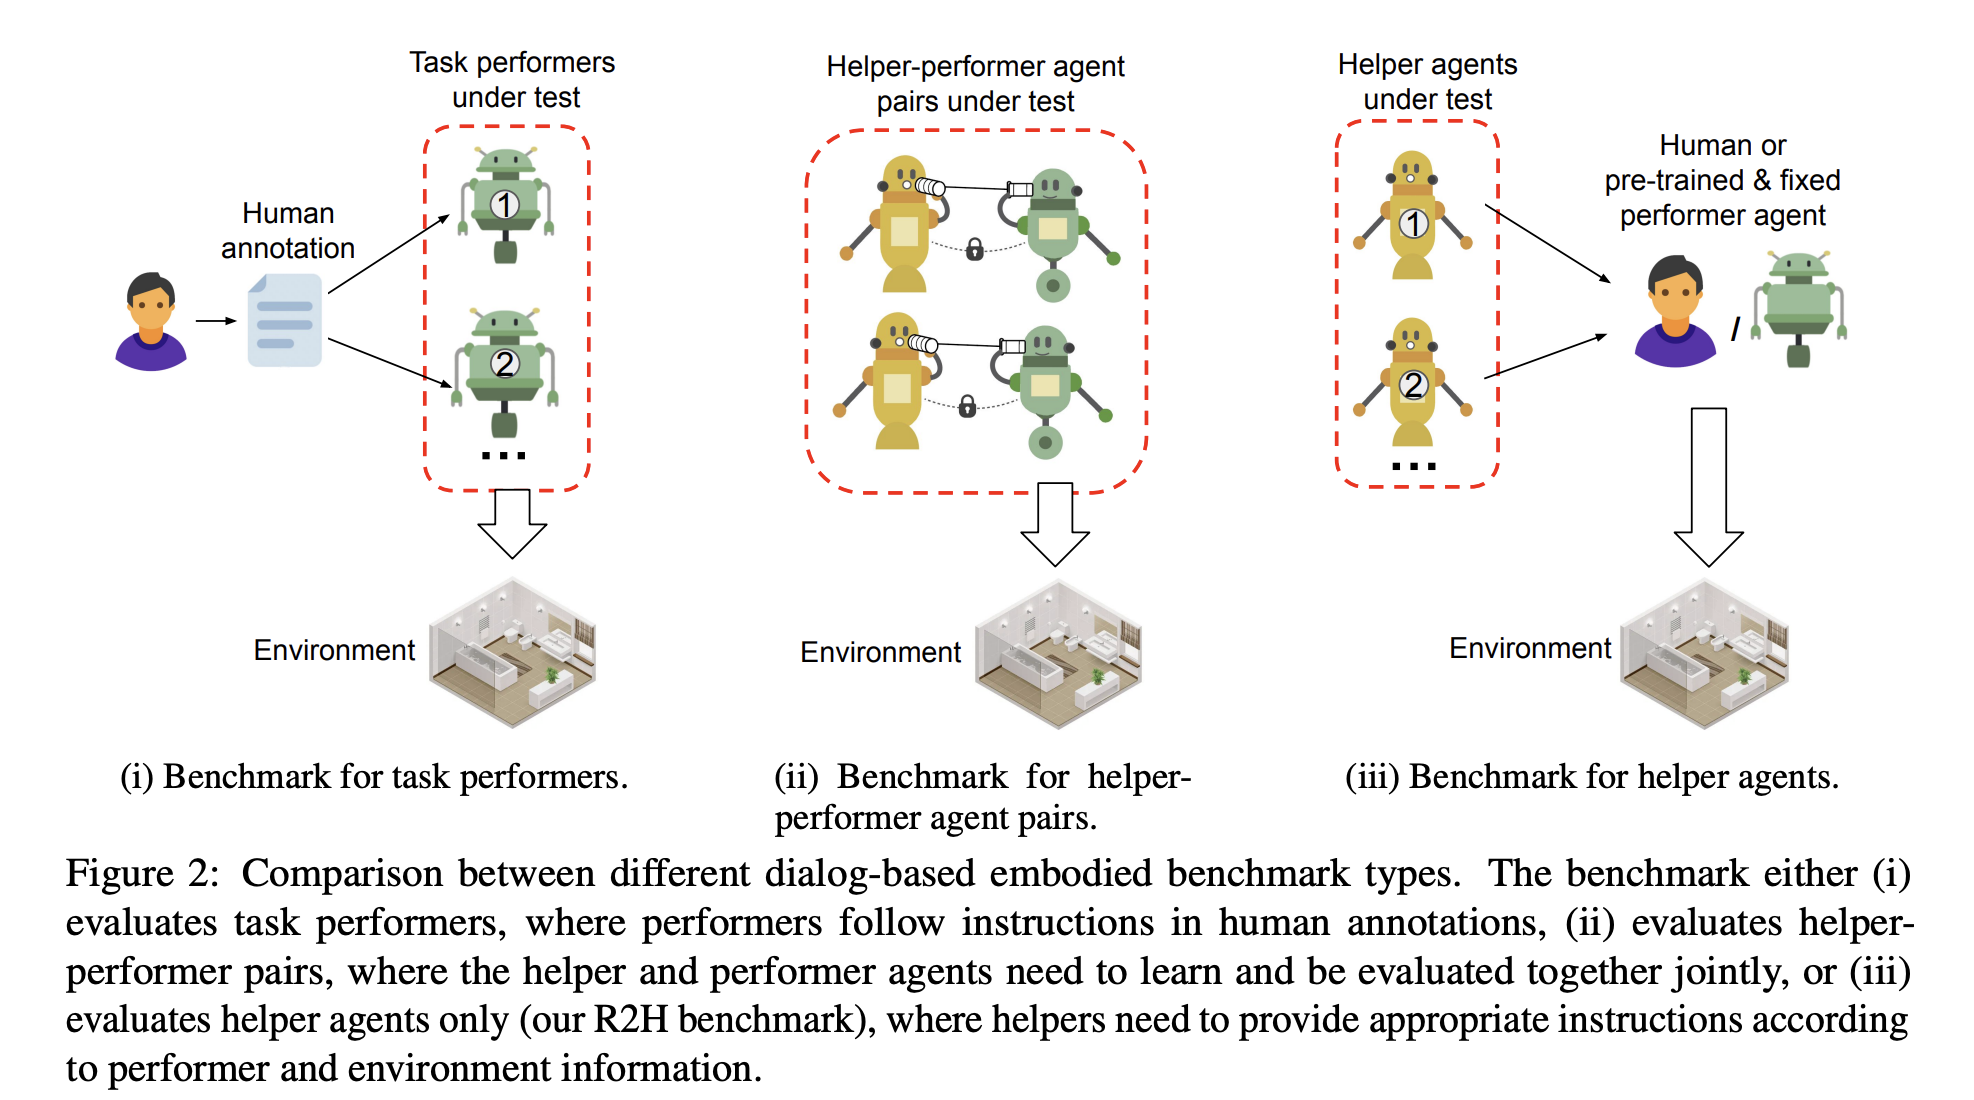 Task performers
under test
Human
annotation
1
2
...
Environment
(i) Benchmark for task performers.
Helper-performer agent
pairs under test
Environment
(ii) Benchmark for helper-
performer agent pairs.
Helper agents
under test
1
2
...
Human or
pre-trained & fixed
performer agent
/
Environment
(iii) Benchmark for helper agents.
Figure 2: Comparison between different dialog-based embodied benchmark types. The benchmark either (i)
evaluates task performers, where performers follow instructions in human annotations, (ii) evaluates helper-
performer pairs, where the helper and performer agents need to learn and be evaluated together jointly, or (iii)
evaluates helper agents only (our R2H benchmark), where helpers need to provide appropriate instructions according
to performer and environment information.